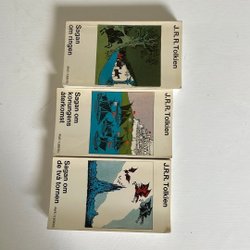 J.R.R.Tolkien
Sagan
om ringen
J.R.R.Tolkien
Sagan om
konungens
återkomst
J.R.R.Tolkien
Sagan om
de två tornen